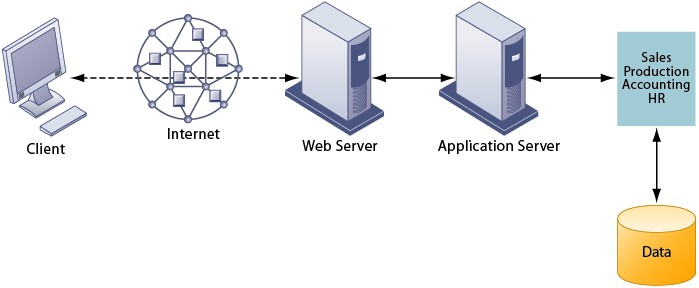 Sales
Production
Accounting
HR
Internet
Client
Web Server
Application Server
Data